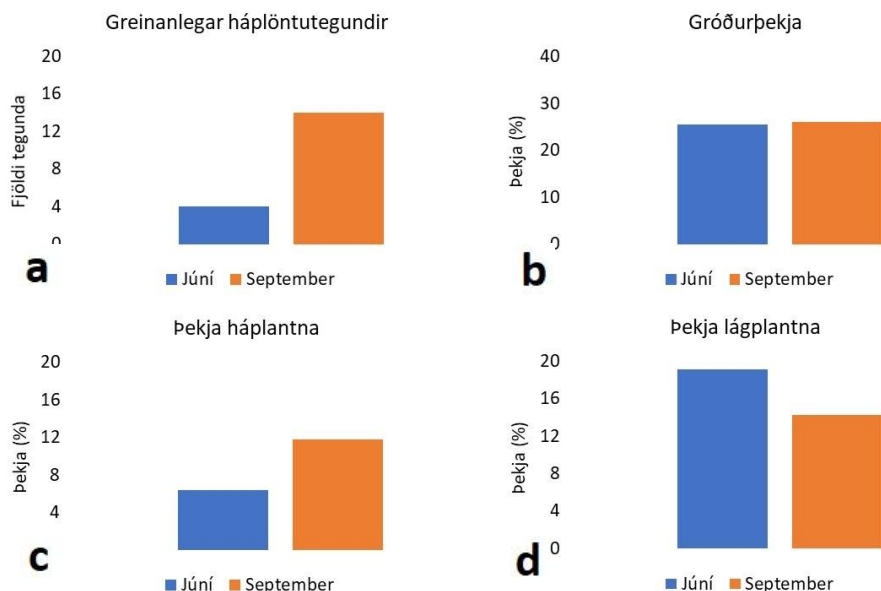 Greinanlegar háplöntutegundir
Fjöldi tegunda
20
16
12
8
4
0
a
Júní September
Gróðurþekja
Þekja (%)
40
30
20
10
0
b
Júní September
Þekja háplantna
Þekja (%)
20
16
12
8
4
c
Júní September
Þekja lágplantna
Þekja (%)
20
16
12
8
4
0
d
Júní September